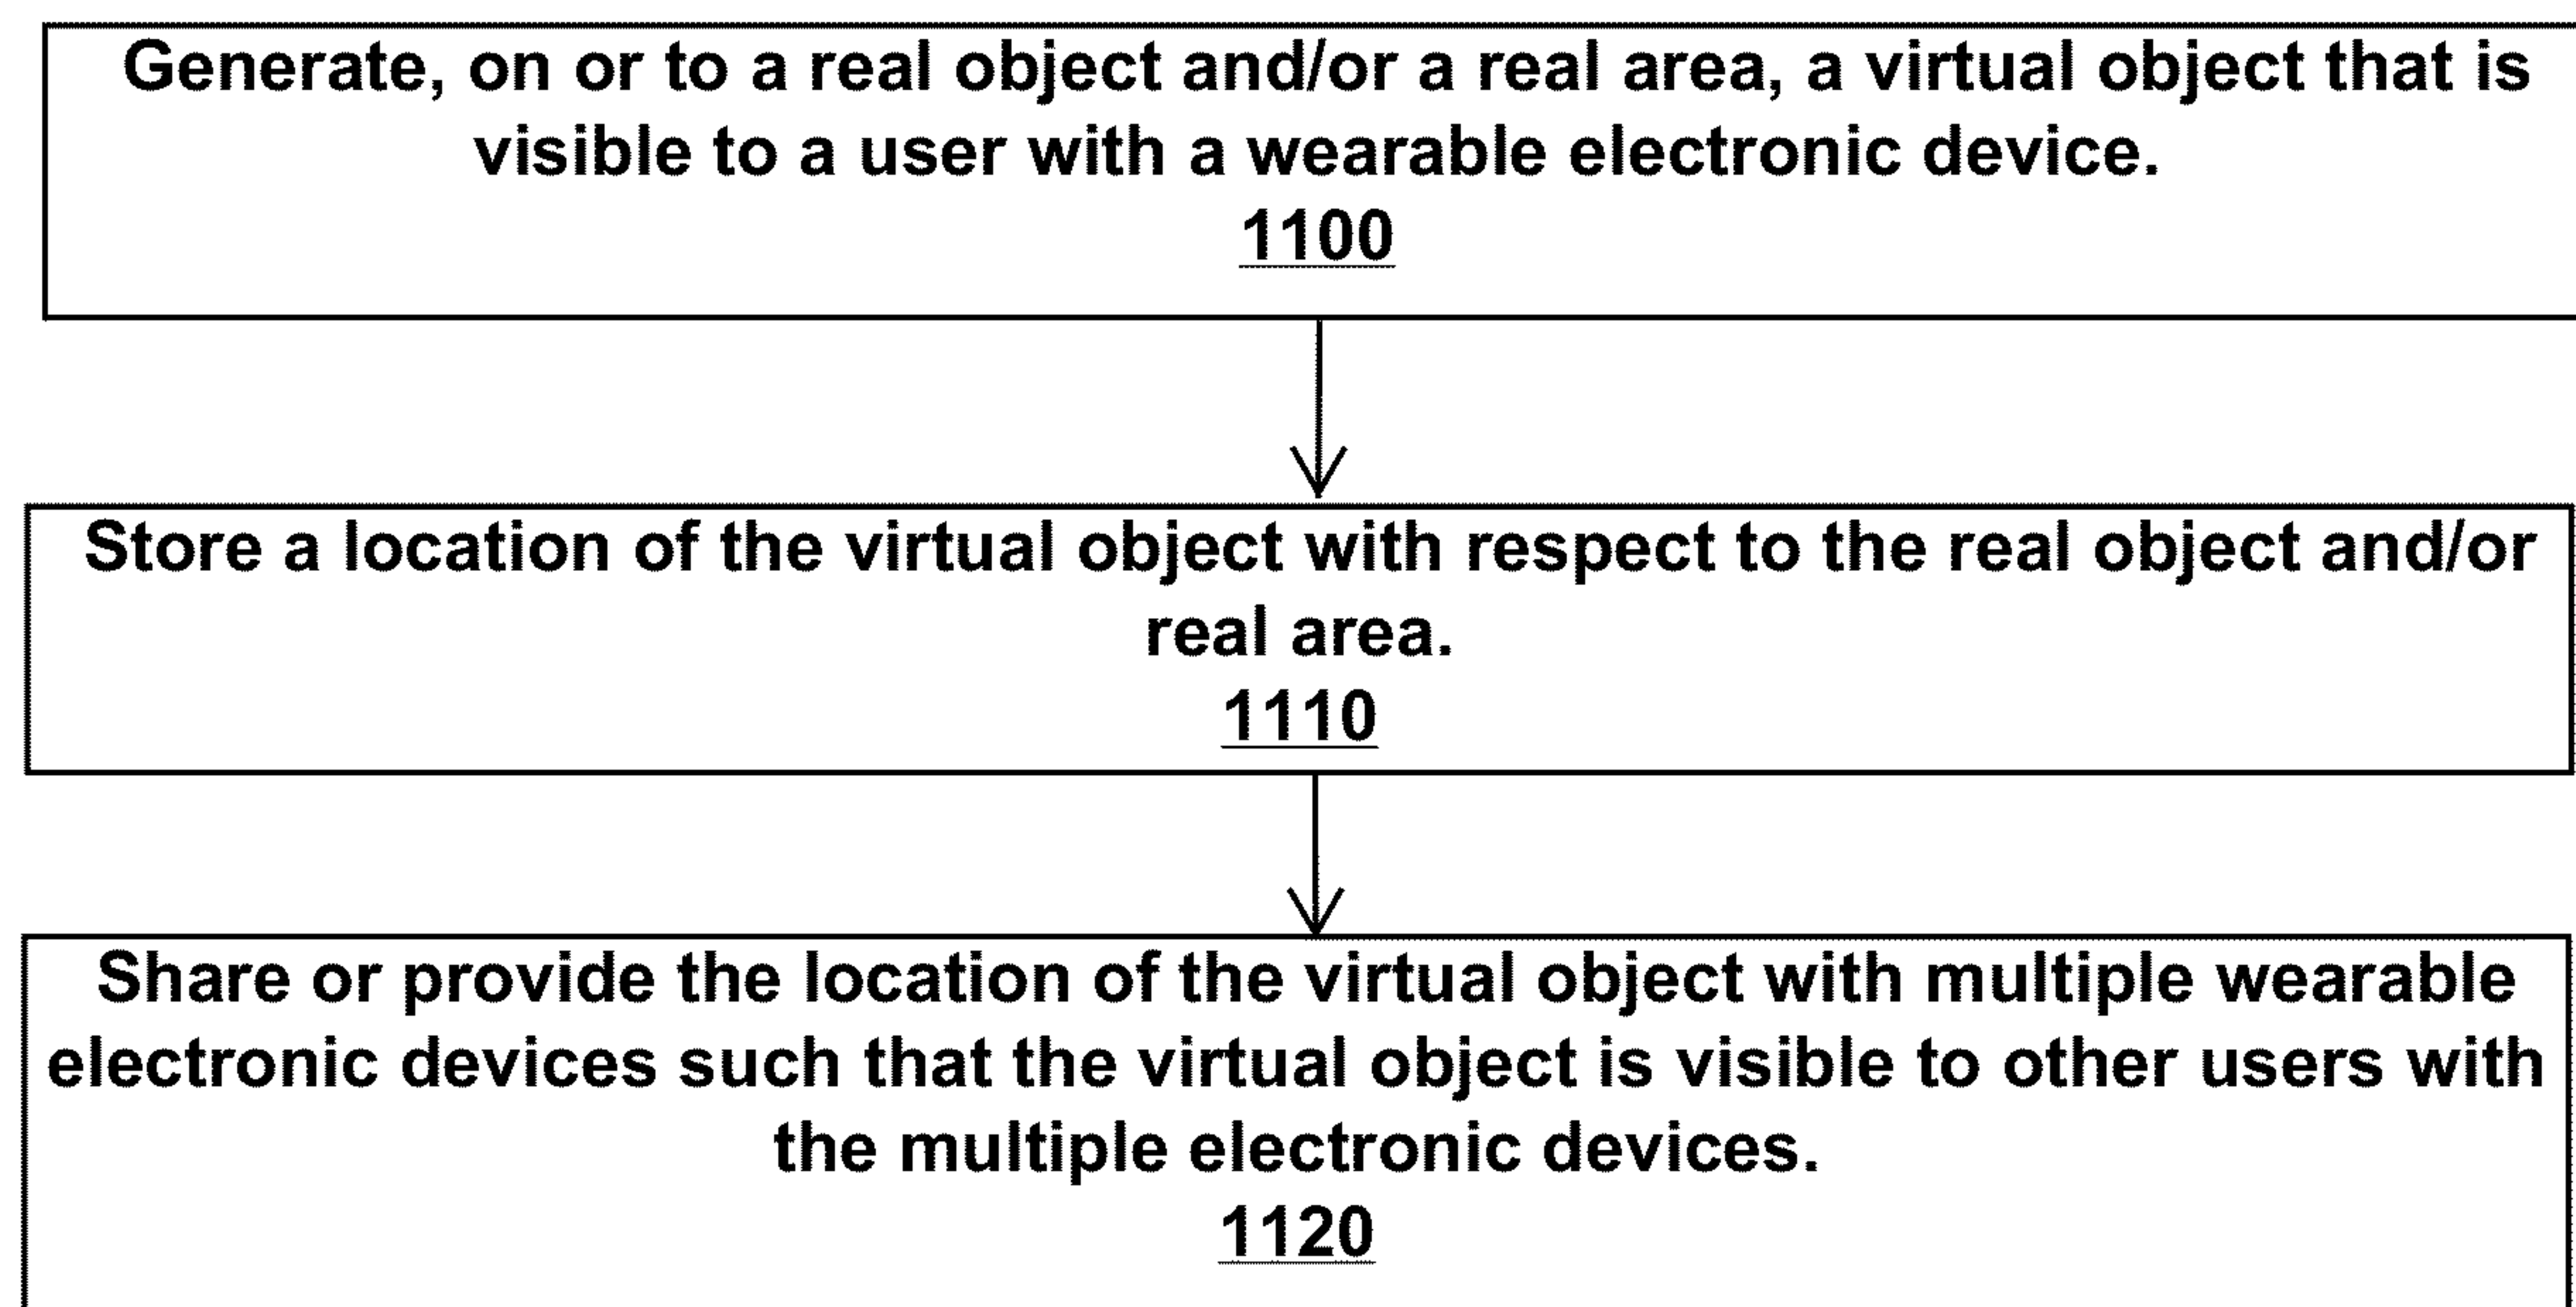 Generate, on or to a real object and/or a real area, a virtual object that is
visible to a user with a wearable electronic device.
1100
Store a location of the virtual object with respect to the real object and/or
real area.
1110
Share or provide the location of the virtual object with multiple wearable
electronic devices such that the virtual object is visible to other users with
the multiple electronic devices.
1120